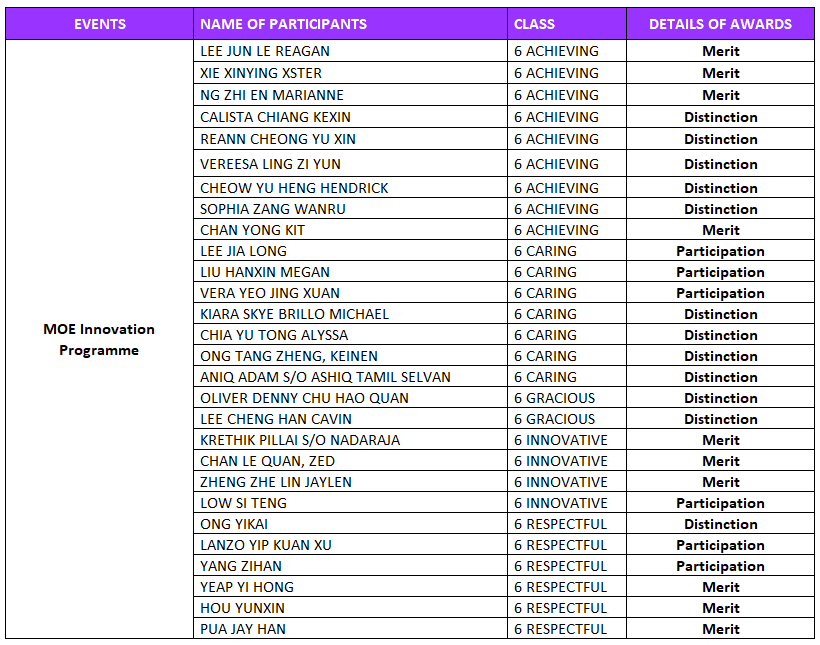 EVENTS NAME OF PARTICIPANTS CLASS DETAILS OF AWARDS
MOE Innovation
Programme
LEE JUN LE REAGAN 6 ACHIEVING Merit
XIE XINYING XSTER 6 ACHIEVING Merit
NG ZHI EN MARIANNE 6 ACHIEVING Merit
CALISTA CHIANG KEXIN 6 ACHIEVING Distinction
REANN CHEONG YU XIN 6 ACHIEVING Distinction
VEREESA LING ZI YUN 6 ACHIEVING Distinction
CHEOW YU HENG HENDRICK 6 ACHIEVING Distinction
SOPHIA ZANG WANRU 6 ACHIEVING Distinction
CHAN YONG KIT 6 ACHIEVING Merit
LEE JIA LONG 6 CARING Participation
LIU HANXIN MEGAN 6 CARING Participation
VERA YEO JING XUAN 6 CARING Participation
KIARA SKYE BRILLO MICHAEL 6 CARING Distinction
CHIA YU TONG ALYSSA 6 CARING Distinction
ONG TANG ZHENG, KEINEN 6 CARING Distinction
ANIQ ADAM S/O ASHIQ TAMIL SELVAN 6 CARING Distinction
OLIVER DENNY CHU HAO QUAN 6 GRACIOUS Distinction
LEE CHENG HAN CAVIN 6 GRACIOUS Distinction
KRETHIK PILLAI S/O NADARAJA 6 INNOVATIVE Merit
CHAN LE QUAN, ZED 6 INNOVATIVE Merit
ZHENG ZHE LIN JAYLEN 6 INNOVATIVE Merit
LOW SI TENG 6 INNOVATIVE Participation
ONG YIKAI 6 RESPECTFUL Distinction
LANZO YIP KUAN XU 6 RESPECTFUL Participation
YANG ZIHAN 6 RESPECTFUL Participation
YEAP YI HONG 6 RESPECTFUL Merit
HOU YUNXIN 6 RESPECTFUL Merit
PUA JAY HAN 6 RESPECTFUL Merit